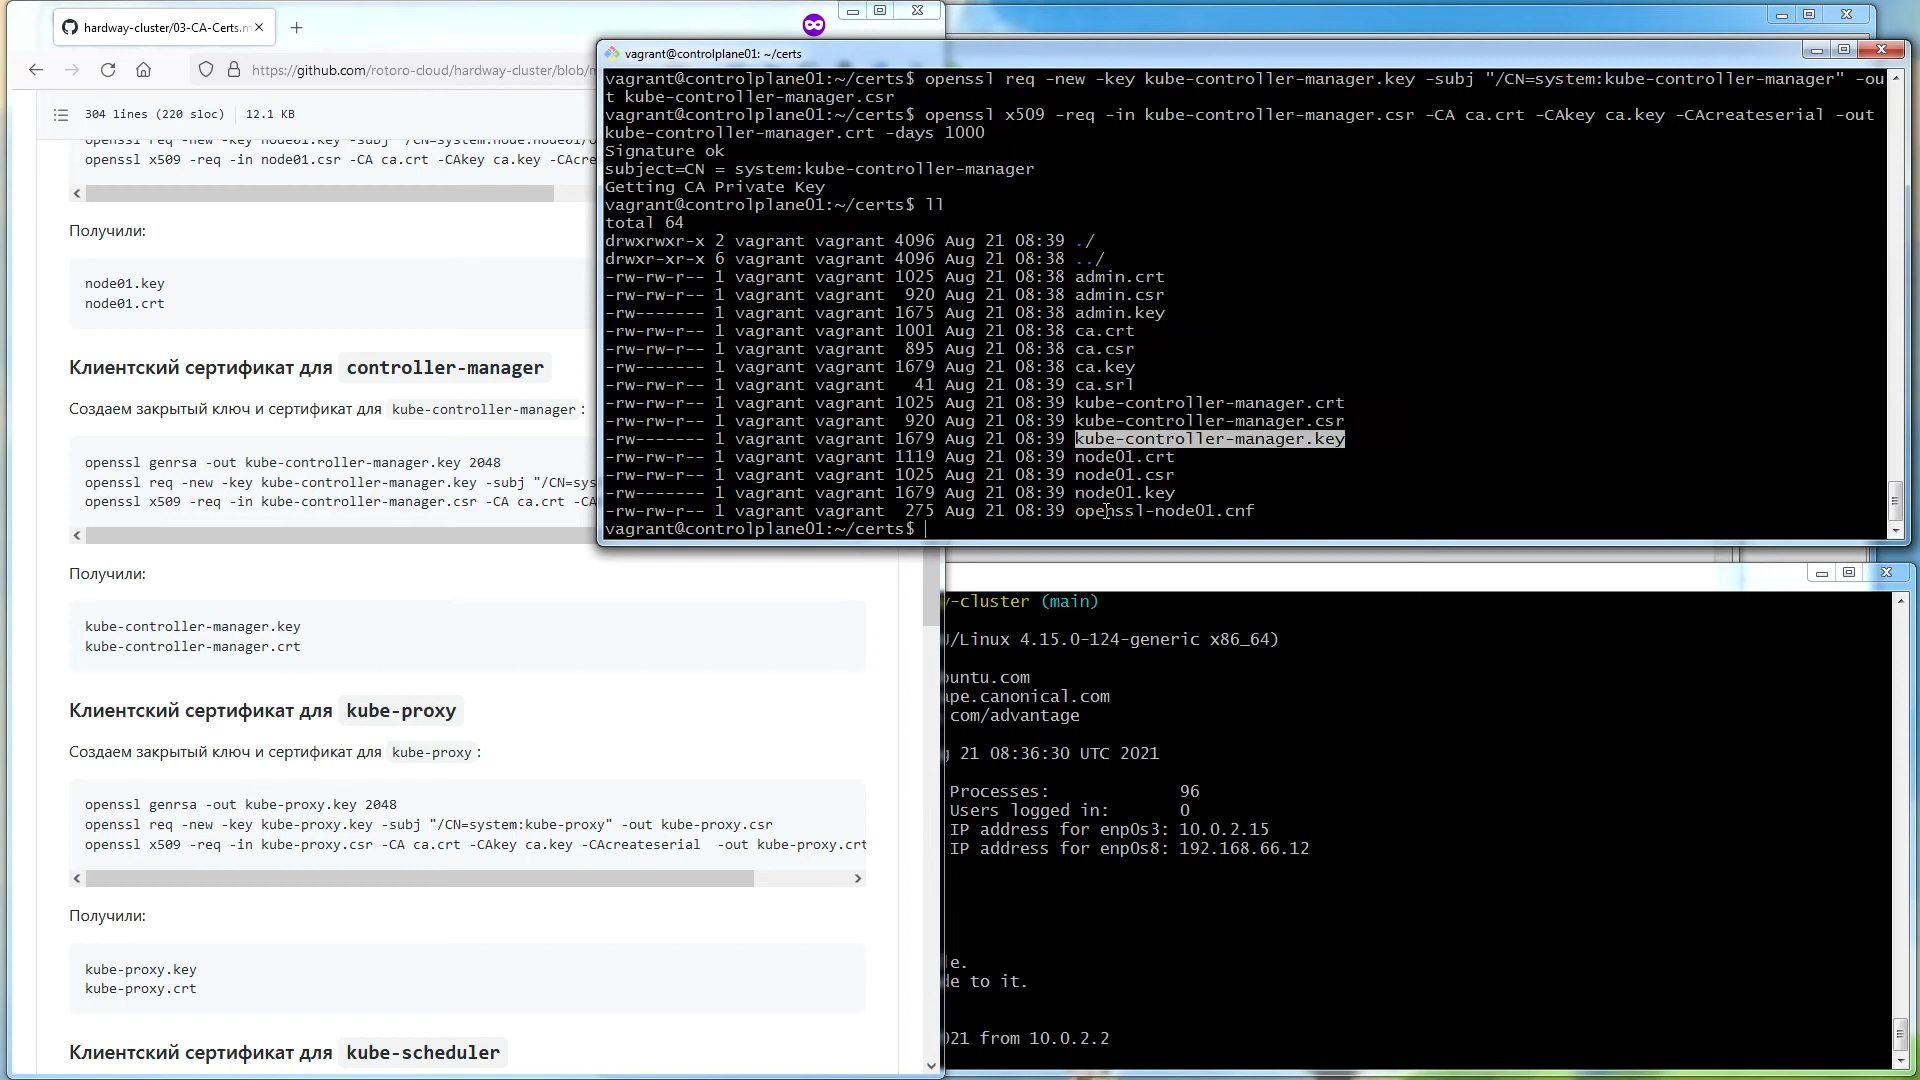 hardway-cluster/03-CA-Certs.m
https://github.com/rotoro-cloud/hardway-cluster/blob/m
304 lines (220 sloc)
12.1 KB
openssl req -new -key node01.key -subj "/CN=system:node:node01/O
openssl x509 -req -in node01.csr -CA ca.crt -CAkey ca.key -CAcre
Получили:
node01.key
node01.crt
Клиентский сертификат для controller-manager
Создаем закрытый ключ и сертификат для kube-controller-manager:
openssl genrsa -out kube-controller-manager.key 2048
openssl req -new -key kube-controller-manager.key -subj "/CN=sys
openssl x509 -req -in kube-controller-manager.csr -CA ca.crt -CA
Получили:
kube-controller-manager.key
kube-controller-manager.crt
Клиентский сертификат для kube-proxy
Создаем закрытый ключ и сертификат для kube-proxy:
openssl genrsa -out kube-proxy.key 2048
openssl req -new -key kube-proxy.key -subj "/CN=system:kube-proxy" -out kube-proxy.csr
openssl x509 -req -in kube-proxy.csr -CA ca.crt -CAkey ca.key -CAcreateserial  -out kube-proxy.crt
Получили:
kube-proxy.key
kube-proxy.crt
Клиентский сертификат для kube-scheduler
vagrant@controlplane01: ~/certs
vagrant@controlplane01:~/certs$ openssl req -new -key kube-controller-manager.key -subj "/CN=system:kube-controller-manager" -ou
t kube-controller-manager.csr
vagrant@controlplane01:~/certs$ openssl x509 -req -in kube-controller-manager.csr -CA ca.crt -CAkey ca.key -CAcreateserial -out
kube-controller-manager.crt -days 1000
Signature ok
subject=CN = system:kube-controller-manager
Getting CA Private Key
vagrant@controlplane01:~/certs$ ll
total 64
drwxrwxr-x 2 vagrant vagrant 4096 Aug 21 08:39 ./
drwxr-xr-x 6 vagrant vagrant 4096 Aug 21 08:38 ../
-rw-rw-r-- 1 vagrant vagrant 1025 Aug 21 08:38 admin.crt
-rw-rw-r-- 1 vagrant vagrant  920 Aug 21 08:38 admin.csr
-rw------- 1 vagrant vagrant 1675 Aug 21 08:38 admin.key
-rw-rw-r-- 1 vagrant vagrant 1001 Aug 21 08:38 ca.crt
-rw-rw-r-- 1 vagrant vagrant  895 Aug 21 08:38 ca.csr
-rw------- 1 vagrant vagrant 1679 Aug 21 08:38 ca.key
-rw-rw-r-- 1 vagrant vagrant   41 Aug 21 08:39 ca.srl
-rw-rw-r-- 1 vagrant vagrant 1025 Aug 21 08:39 kube-controller-manager.crt
-rw-rw-r-- 1 vagrant vagrant  920 Aug 21 08:39 kube-controller-manager.csr
-rw------- 1 vagrant vagrant 1679 Aug 21 08:39 kube-controller-manager.key
-rw-rw-r-- 1 vagrant vagrant 1119 Aug 21 08:39 node01.crt
-rw-rw-r-- 1 vagrant vagrant 1025 Aug 21 08:39 node01.csr
-rw------- 1 vagrant vagrant 1679 Aug 21 08:39 node01.key
-rw-rw-r-- 1 vagrant vagrant  275 Aug 21 08:39 openssl-node01.cnf
vagrant@controlplane01:~/certs$
-cluster (main)
/Linux 4.15.0-124-generic x86_64)
untu.com
ape.canonical.com
com/advantage
21 08:36:30 UTC 2021
Processes: 96
Users logged in: 0
IP address for enp0s3: 10.0.2.15
IP address for enp0s8: 192.168.66.12
le.
de to it.
021 from 10.0.2.2